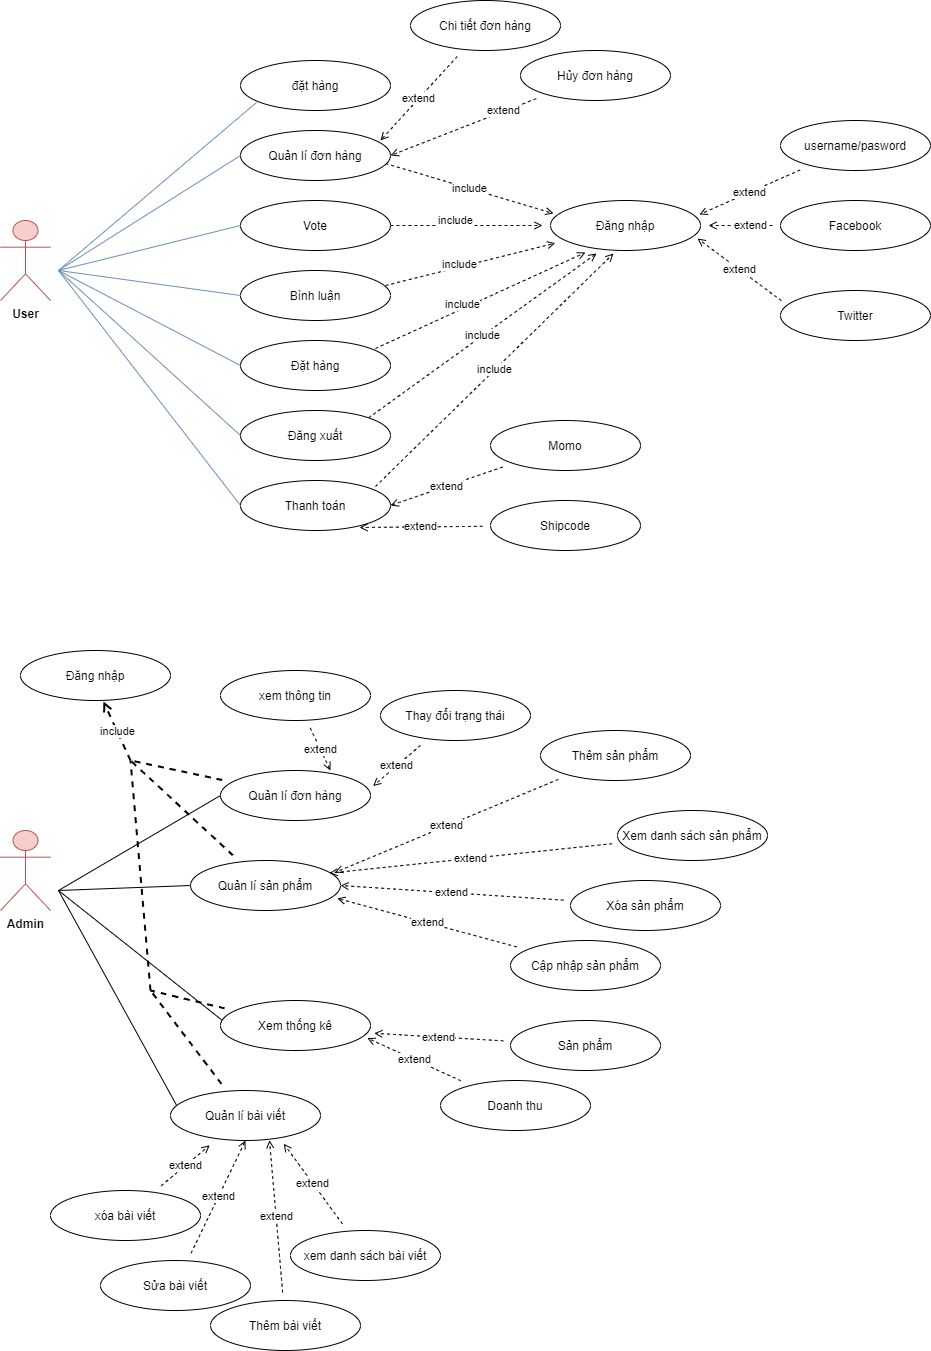 Chi tiết đơn hàng
Hủy đơn hàng
đặt hàng
extend
extend
Quản lí đơn hàng
username/pasword
include
extend
Vote
include
Đăng nhập
extend
Facebook
User
Bình luận
include
extend
include
Twitter
Đặt hàng
include
include
Đăng xuất
Momo
Thanh toán
extend
extend
Shipcode
Đăng nhập
xem thông tin
Thay đổi trạng thái
include
extend
extend
Thêm sản phẩm
Quản lí đơn hàng
extend
Xem danh sách sản phẩm
extend
Quản lí sản phẩm
extend
Xóa sản phẩm
Admin
extend
Cập nhập sản phẩm
Xem thống kê
extend
Sản phẩm
extend
Doanh thu
Quản lí bài viết
extend
extend
extend
xóa bài viết
extend
xem danh sách bài viết
Sửa bài viết
Thêm bài viết